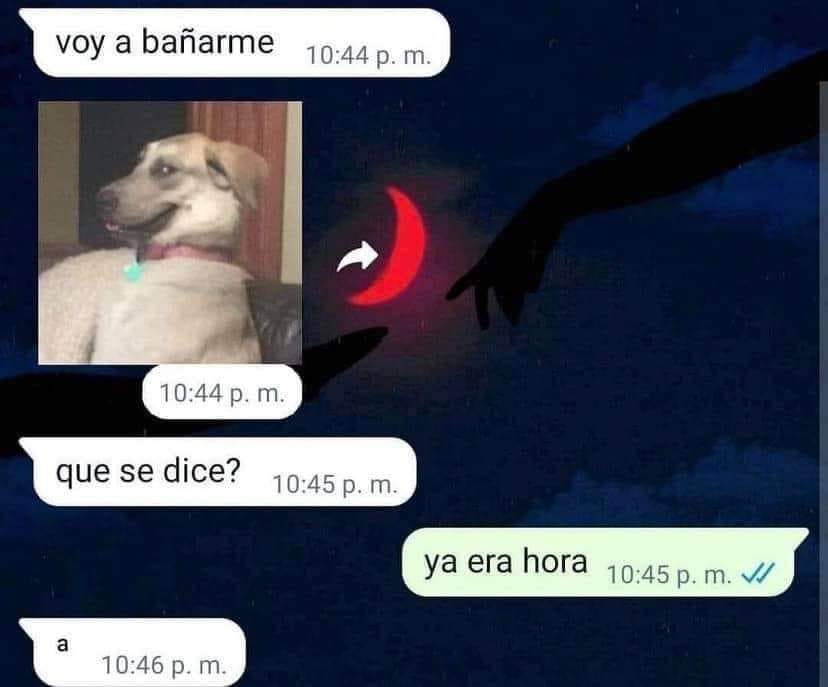 voy a bañarme 10:44 p. m.
10:44 p. m.
que se dice? 10:45 p. m.
ya era hora 10:45 p. m.
a
10:46 p. m.